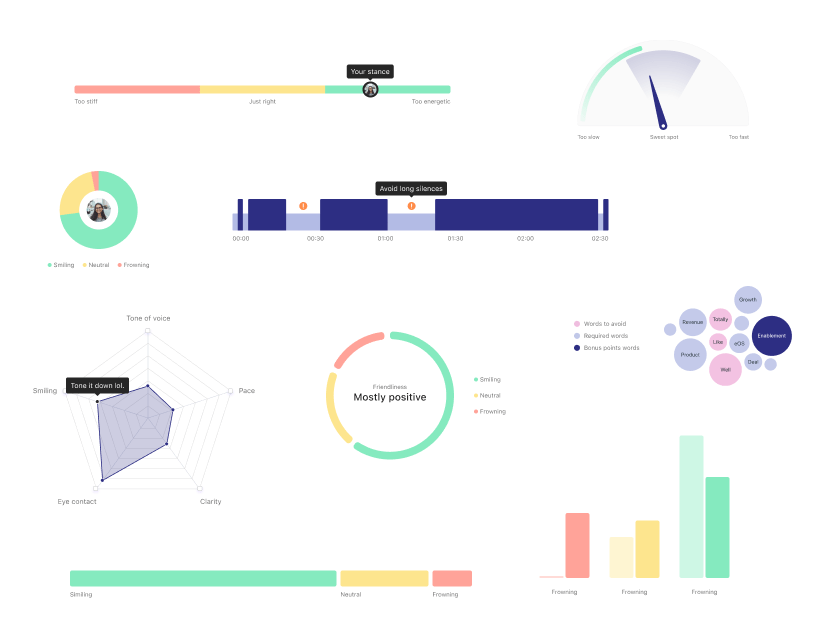 Your stance
Too stiff
Just right
Too energetic
Too slow
Sweet spot
Too fast
Smiling
Neutral
Frowning
Avoid long silences
!
!
00:00
00:30
01:00
01:30
02:00
02:30
Words to avoid
Required words
Bonus points words
Growth
Revenue
Totally
Enablement
Like
eOS
Product
Deal
Well
Tone of voice
Smiling
Tone it down lol.
Pace
Eye contact
Clarity
Friendliness
Mostly positive
Smiling
Neutral
Frowning
Frowning
Frowning
Frowning
Smiling
Neutral
Frowning